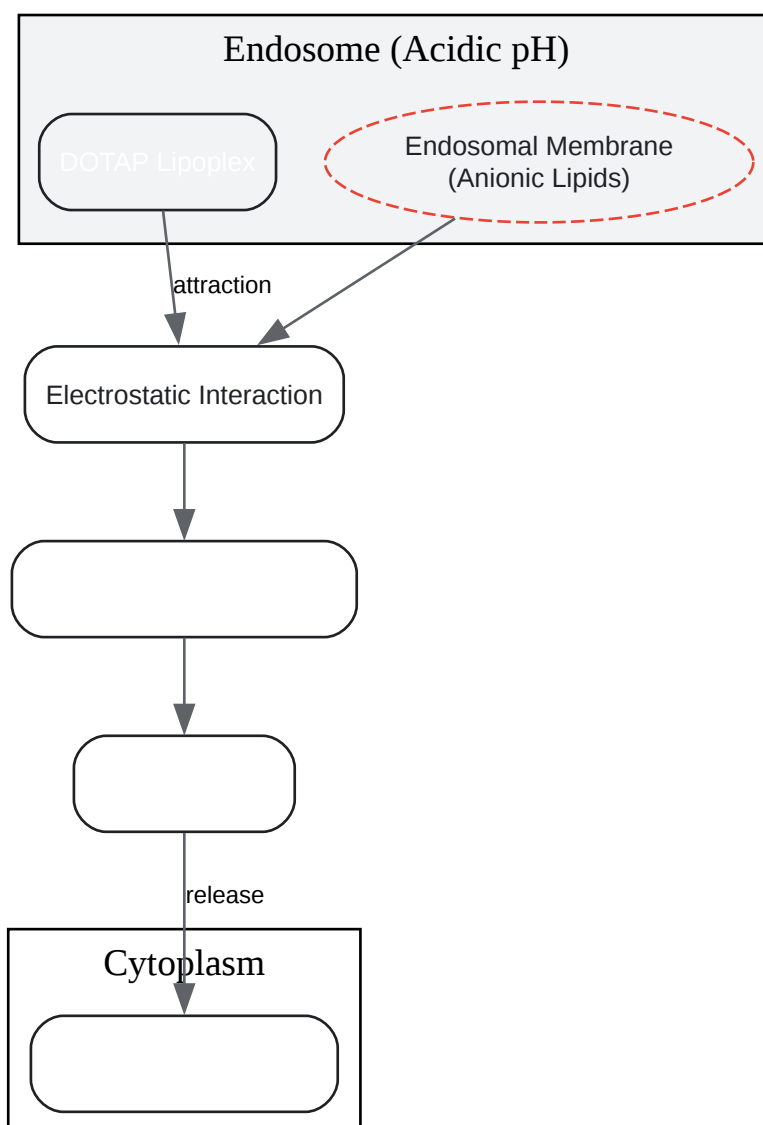 Endosome (Acidic pH)
DOTAP Lipoplex
Endosomal Membrane
(Anionic Lipids)
attraction
Electrostatic Interaction
release
Cytoplasm